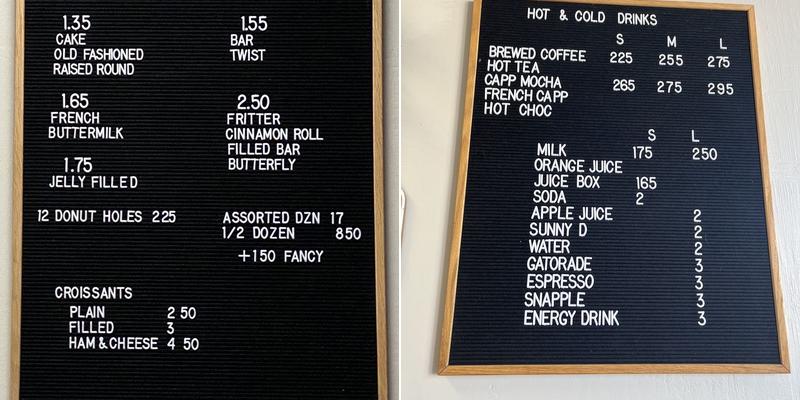 1.35
CAKE
OLD FASHIONED
RAISED ROUND
1.55
BAR
TWIST
1.65
FRENCH
BUTTERMILK
2.50
FRITTER
CINNAMON ROLL
FILLED BAR
BUTTERFLY
1.75
JELLY FILLED
12 DONUT HOLES 225
ASSORTED DZN 17
1/2 DOZEN 850
+150 FANCY
CROISSANTS
PLAIN 2 50
FILLED 3
HAM & CHEESE 4 50
HOT & COLD DRINKS
S M L
BREWED COFFEE 225 255 275
HOT TEA
CAPP MOCHA 265 275 295
FRENCH CAPP
HOT CHOC
S L
MILK 175 250
ORANGE JUICE
JUICE BOX 165
SODA 2
APPLE JUICE 2
SUNNY D 2
WATER 2
GATORADE 3
ESPRESSO 3
SNAPPLE 3
ENERGY DRINK 3